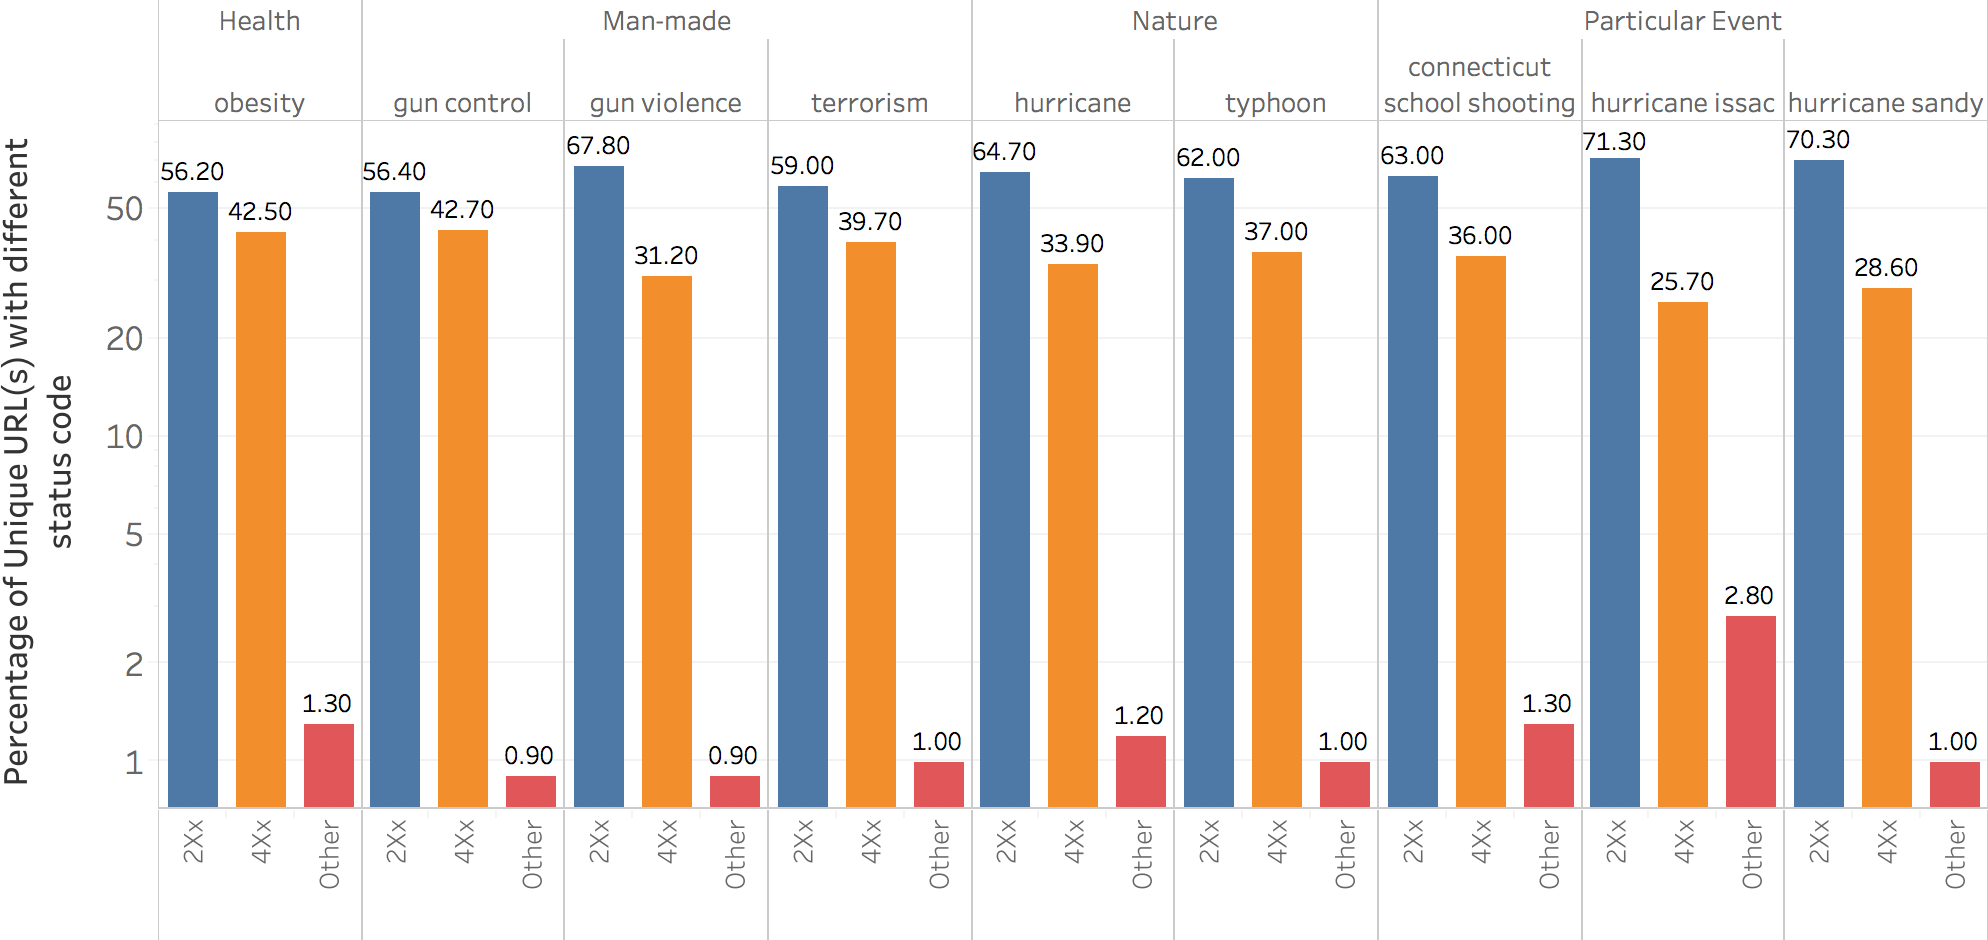 Health Man-made Nature Particular Event
obesity gun control gun violence terrorism hurricane typhoon connecticut school shooting hurricane issac hurricane sandy
Percentage of Unique URL(s) with different
status code
50
20
10
5
2
1
56.20 42.50 1.30
56.40 42.70 0.90
67.80 31.20 0.90
59.00 39.70 1.00
64.70 33.90 1.20
62.00 37.00 1.00
63.00 36.00 1.30
71.30 25.70 2.80
70.30 28.60 1.00
2Xx 4Xx Other 2Xx 4Xx Other 2Xx 4Xx Other 2Xx 4Xx Other 2Xx 4Xx Other 2Xx 4Xx Other 2Xx 4Xx Other 2Xx 4Xx Other 2Xx 4Xx Other